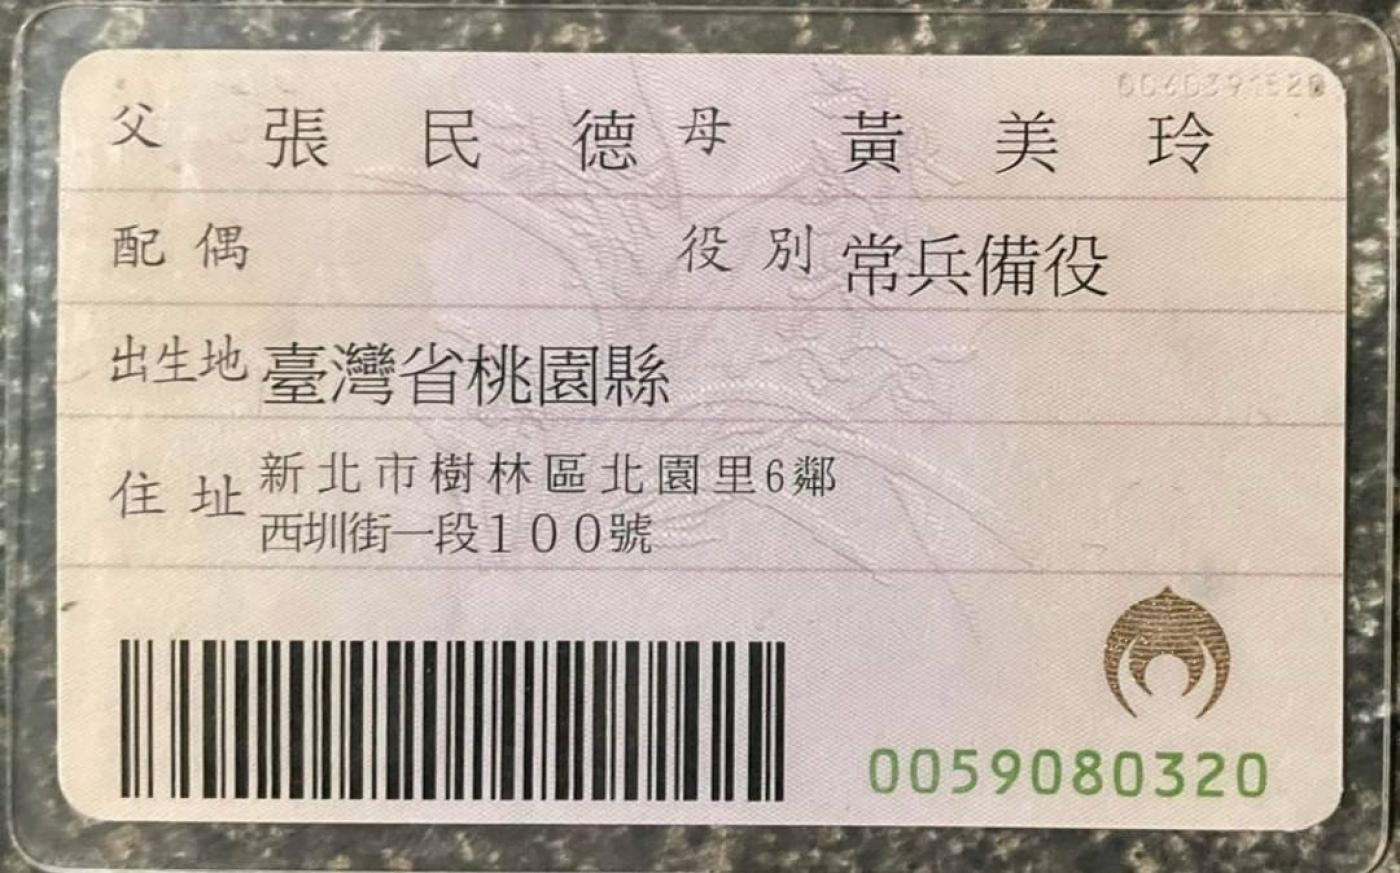 0060391520
父 張民德 母 黃美玲
配偶 役別 常兵備役
出生地 臺灣省桃園縣
住址 新北市樹林區北園里6鄰
西圳街一段100號
0059080320